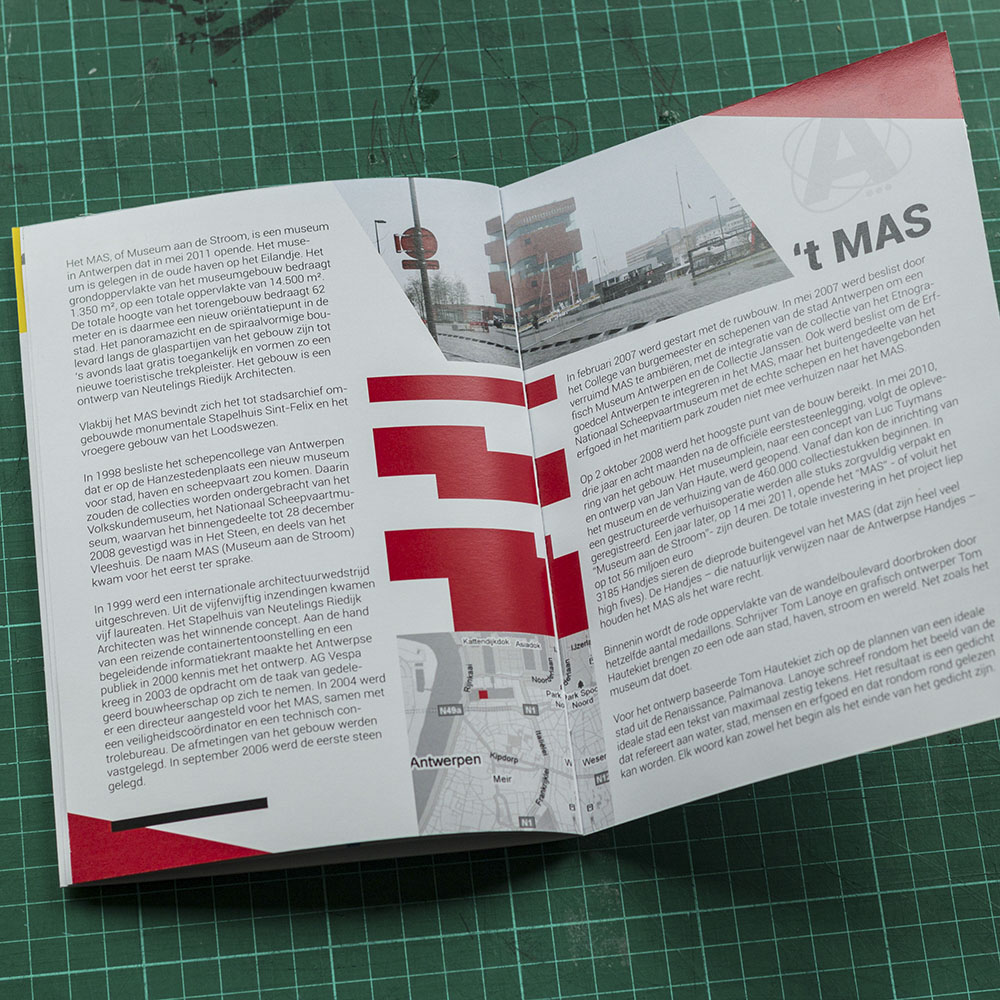 Het MAS, of Museum aan de Stroom, is een museum
in Antwerpen dat in mei 2011 opende. Het muse-
um is gelegen in de oude haven op het Eilandje. Het
grondoppervlakte van het museumgebouw bedraagt
1.350 m², op een totale oppervlakte van 14.500 m².
De totale hoogte van het torengebouw bedraagt 62
meter en is daarmee een nieuw oriëntatiepunt in de
stad. Het panoramazicht en de spiraalvormige bou-
levard langs de glaspartijen van het gebouw zijn tot
's avonds laat gratis toegankelijk en vormen zo een
nieuwe toeristische trekpleister. Het gebouw is een
ontwerp van Neutelings Riedijk Architecten.
Vlakbij het MAS bevindt zich het tot stadsarchief om-
gebouwde monumentale Stapelhuis Sint-Felix en het
vroegere gebouw van het Loodswezen.
In 1998 besliste het schepencollege van Antwerpen
dat er op de Hanzestedenplaats een nieuw museum
voor stad, haven en scheepvaart zou komen. Daarin
zouden de collecties worden ondergebracht van het
Volkskundemuseum, het Nationaal Scheepvaartmu-
seum, waarvan het binnengedeelte tot 28 december
2008 gevestigd was in Het Steen, en deels van het
Vleeshuis. De naam MAS (Museum aan de Stroom)
kwam voor het eerst ter sprake.
In 1999 werd een internationale architectuurwedstrijd
uitgeschreven. Uit de vijfenvijftig inzendingen kwamen
vijf laureaten. Het Stapelhuis van Neutelings Riedijk
Architecten was het winnende concept. Aan de hand
van een reizende containertentoonstelling en een
begeleidende informatiekrant maakte het Antwerpse
publiek in 2000 kennis met het ontwerp. AG Vespa
kreeg in 2003 de opdracht om de taak van gedele-
geerd bouwheerschap op zich te nemen. In 2004 werd
er een directeur aangesteld voor het MAS, samen met
een veiligheidscoördinator en een technisch con-
trolebureau. De afmetingen van het gebouw werden
vastgelegd. In september 2006 werd de eerste steen
gelegd.
Kattendijkdok
Asiadok
Rijnkaai
N49a
N1
Noord
Park Spoor
Noord
Antwerpen
Kipdorp
Meir
Frankrijklei
N1
A
't MAS
In februari 2007 werd gestart met de ruwbouw. In mei 2007 werd beslist door
het College van burgemeester en schepenen van de stad Antwerpen om een
verruimd MAS te ambiëren, met de integratie van de collectie van het Etnogra-
fisch Museum Antwerpen en de Collectie Janssen. Ook werd beslist om de Erf-
goedcel Antwerpen te integreren in het MAS, maar het buitengedeelte van het
Nationaal Scheepvaartmuseum met de echte schepen en het havengebonden
erfgoed in het maritiem park zouden niet mee verhuizen naar het MAS.
Op 2 oktober 2008 werd het hoogste punt van de bouw bereikt. In mei 2010,
drie jaar en acht maanden na de officiële eerstesteenlegging, volgt de opleve-
ring van het gebouw. Het museumplein, naar een concept van Luc Tuymans
en ontwerp van Jan Van Haute, werd geopend. Vanaf dan kon de inrichting van
het museum en de verhuizing van de 460.000 collectiestukken beginnen. In
een gestructureerde verhuisoperatie werden alle stuks zorgvuldig verpakt en
geregistreerd. Een jaar later, op 14 mei 2011, opende het "MAS" - of voluit het
"Museum aan de Stroom"- zijn deuren. De totale investering in het project liep
op tot 56 miljoen euro
3185 Handjes sieren de dieprode buitengevel van het MAS (dat zijn heel veel
high fives). De Handjes – die natuurlijk verwijzen naar de Antwerpse Handjes –
houden het MAS als het ware recht.
Binnenin wordt de rode oppervlakte van de wandelboulevard doorbroken door
hetzelfde aantal medaillons. Schrijver Tom Lanoye en grafisch ontwerper Tom
Hautekiet brengen zo een ode aan stad, haven, stroom en wereld. Net zoals het
museum dat doet.
Voor het ontwerp baseerde Tom Hautekiet zich op de plannen van een ideale
stad uit de Renaissance, Palmanova. Lanoye schreef rondom het beeld van de
ideale stad een tekst van maximaal zestig tekens. Het resultaat is een gedicht
dat refereert aan water, stad, mensen en erfgoed en dat rondom rond gelezen
kan worden. Elk woord kan zowel het begin als het einde van het gedicht zijn.